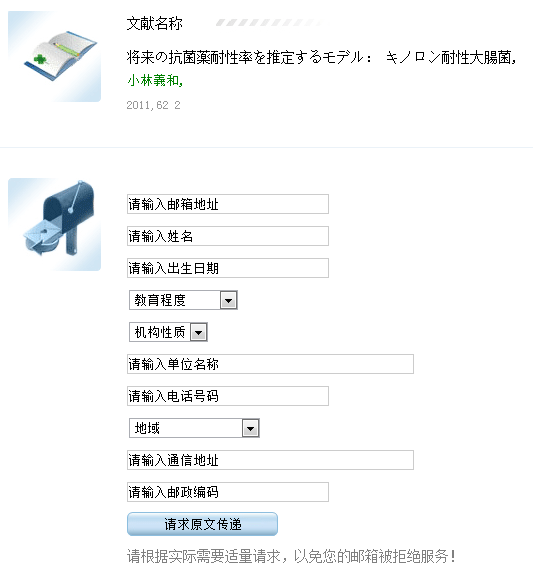 文献名称
将来の抗菌薬耐性率を推定するモデル： キノロン耐性大腸菌,
小林義和,
2011,62 2
请输入邮箱地址
请输入姓名
请输入出生日期
教育程度
机构性质
请输入单位名称
请输入电话号码
地域
请输入通信地址
请输入邮政编码
请求原文传递
请根据实际需要适量请求，以免您的邮箱被拒绝服务！